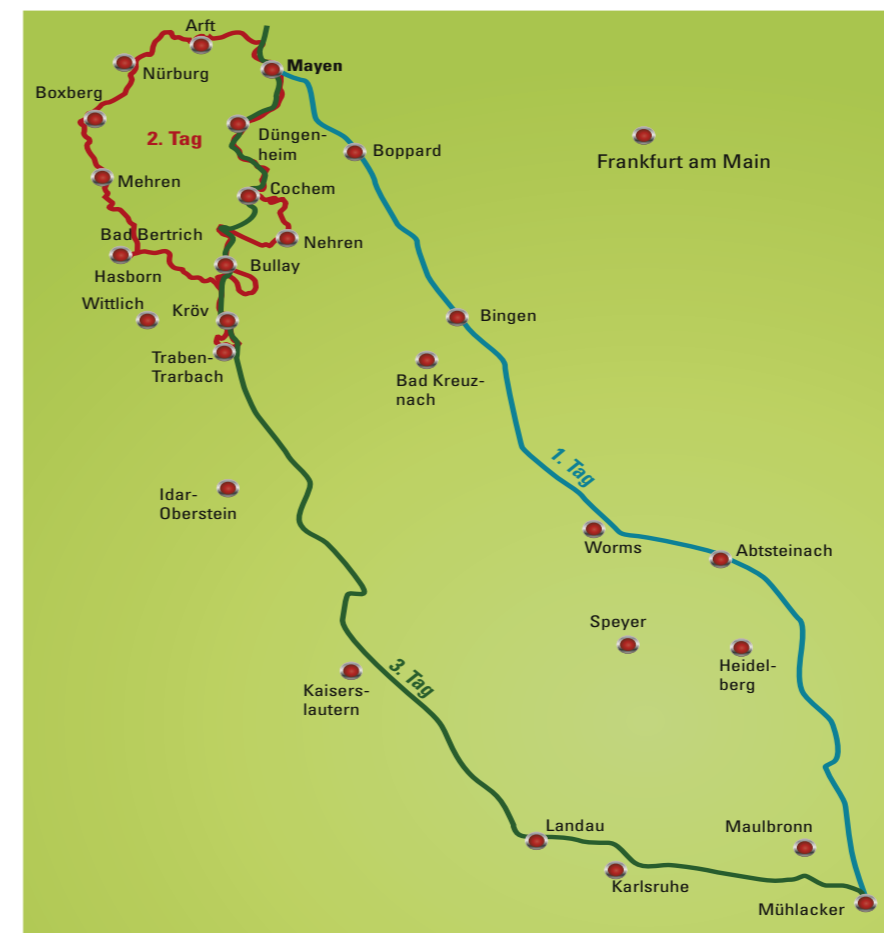 Arft
Mayen
Nürburg
Boxberg
2. Tag
Düngen-
heim
Boppard
Frankfurt am Main
Mehren
Cochem
Bad Bertrich
Nehren
Hasborn
Bullay
Wittlich
Kröv
Bingen
Traben-
Trarbach
Bad Kreuz-
nach
1. Tag
Idar-
Oberstein
Worms
Abtsteinach
Speyer
Heidel-
berg
3. Tag
Kaisers-
lautern
Landau
Maulbronn
Karlsruhe
Mühlacker